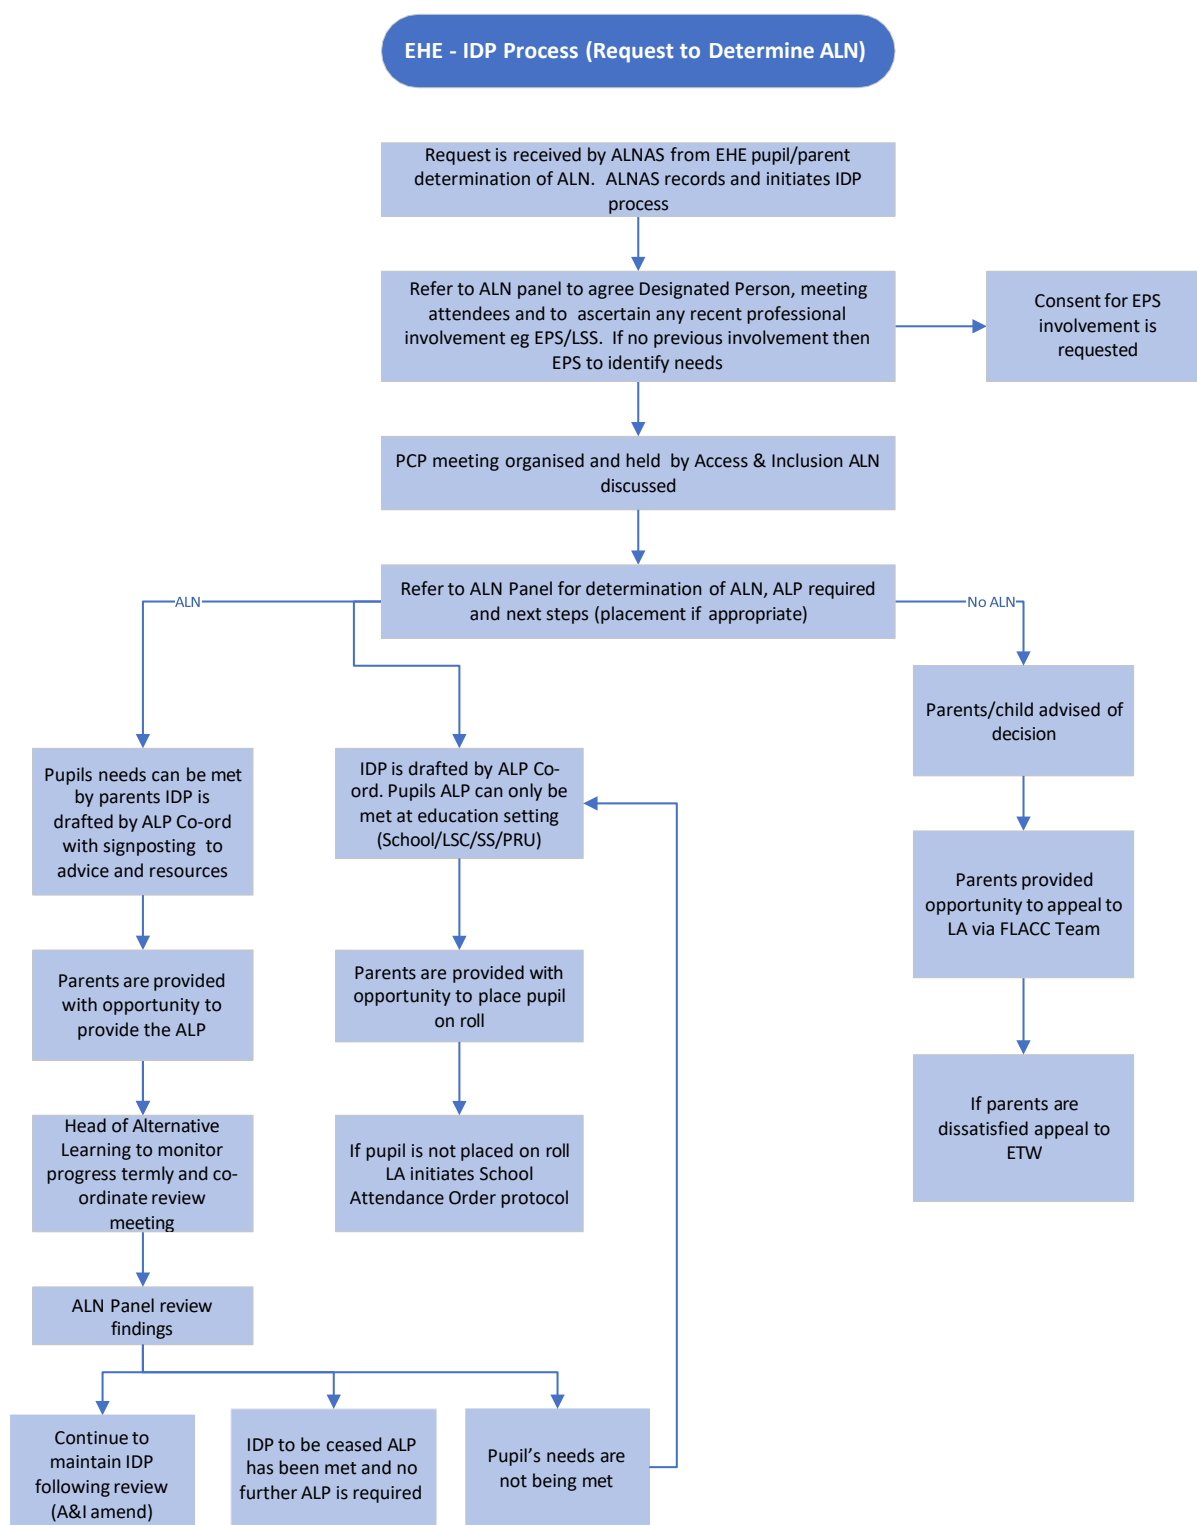 EHE - IDP Process (Request to Determine ALN)
Request is received by ALNAS from EHE pupil/parent
determination of ALN.  ALNAS records and initiates IDP
process
Refer to ALN panel to agree Designated Person, meeting
attendees and to  ascertain any recent professional
involvement eg EPS/LSS.  If no previous involvement then
EPS to identify needs
Consent for EPS
involvement is
requested
PCP meeting organised and held  by Access & Inclusion ALN
discussed
Refer to ALN Panel for determination of ALN, ALP required
and next steps (placement if appropriate)
ALN
No ALN
Pupils needs can be met
by parents IDP is
drafted by ALP Co-ord
with signposting  to
advice and resources
Parents are provided
with opportunity to
provide the ALP
Head of Alternative
Learning to monitor
progress termly and co-
ordinate review
meeting
ALN Panel review
findings
Continue to
maintain IDP
following review
(A&I amend)
IDP to be ceased ALP
has been met and no
further ALP is required
Pupil’s needs are
not being met
IDP is drafted by ALP Co-
ord. Pupils ALP can only be
met at education setting
(School/LSC/SS/PRU)
Parents are provided with
opportunity to place pupil
on roll
If pupil is not placed on roll
LA initiates School
Attendance Order protocol
Parents/child advised of
decision
Parents provided
opportunity to appeal to
LA via FLACC Team
If parents are
dissatisfied appeal to
ETW